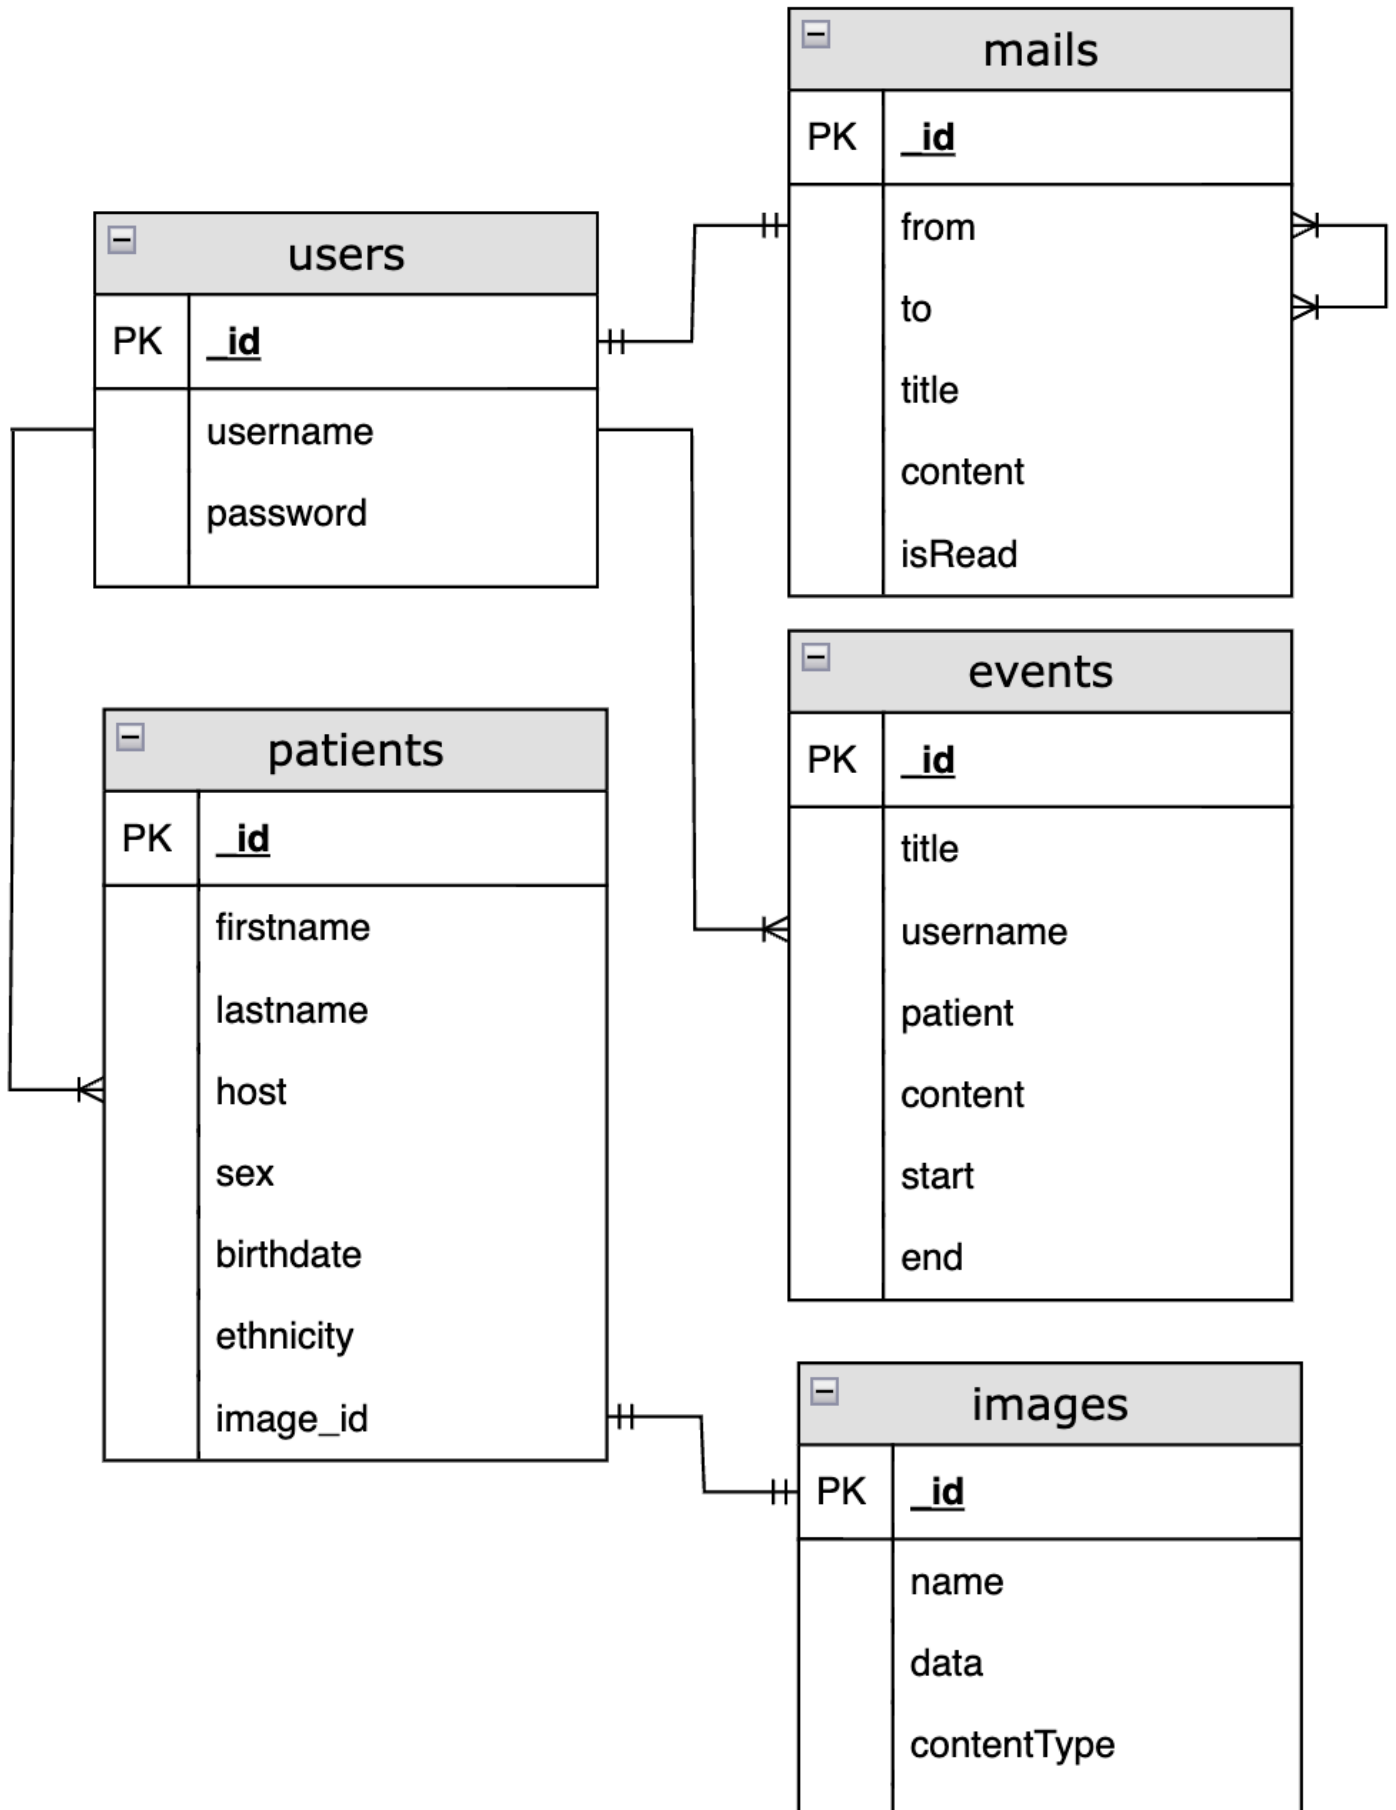 mails
PK _id
from
to
title
content
isRead
users
PK _id
username
password
events
PK _id
title
username
patient
content
start
end
patients
PK _id
firstname
lastname
host
sex
birthdate
ethnicity
image_id
images
PK _id
name
data
contentType